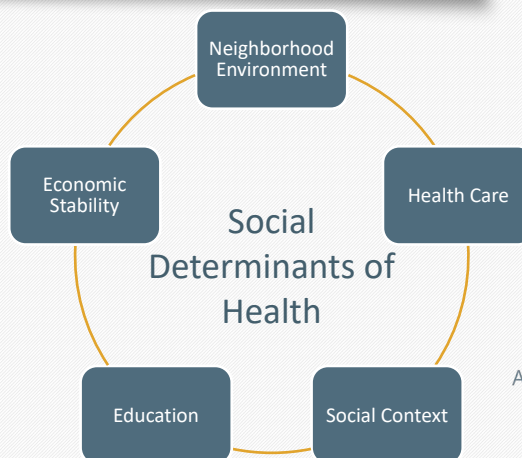 Neighborhood
Environment
Economic
Stability
Health Care
Social
Determinants of
Health
Education
Social Context
A